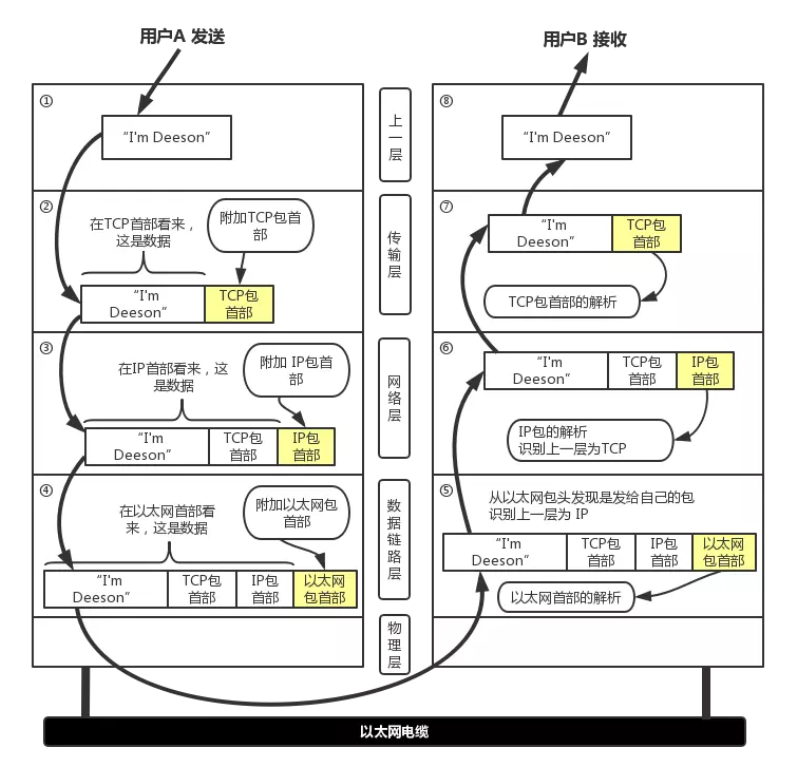 用户A 发送
①
“I'm Deeson”
②
在TCP首部看来，
这是数据
附加TCP包首
部
“I'm
Deeson”
TCP包
首部
③
在IP首部看来，这
是数据
附加 IP包首
部
“I'm
Deeson”
TCP包
首部
IP包
首部
④
在以太网首部看
来，这是数据
附加以太网包
首部
“I'm
Deeson”
TCP包
首部
IP包
首部
以太网
包首部
上一层
传输层
网络层
数据链路层
物理层
用户B 接收
⑧
“I'm Deeson”
⑦
“I'm
Deeson”
TCP包
首部
TCP包首部的解析
⑥
“I'm
Deeson”
TCP包
首部
IP包
首部
IP包的解析
识别上一层为TCP
⑤
从以太网包头发现是发给自己的包
识别上一层为 IP
“I'm
Deeson”
TCP包
首部
IP包
首部
以太网
包首部
以太网首部的解析
以太网电缆